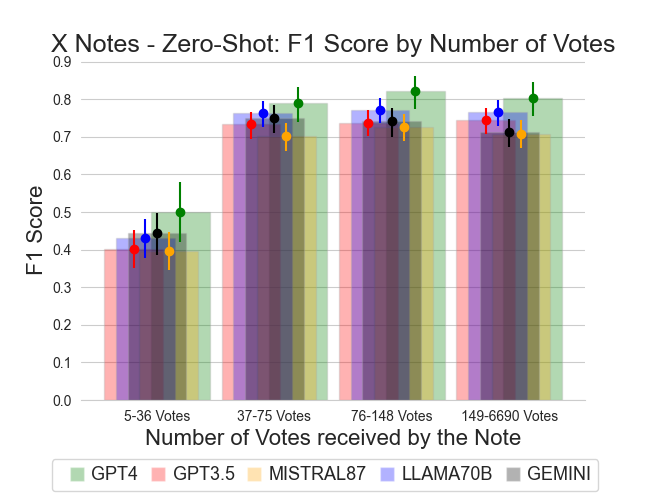 X Notes - Zero-Shot: F1 Score by Number of Votes
0.9
0.8
0.7
0.6
0.5
0.4
0.3
0.2
0.1
0.0
F1 Score
5-36 Votes 37-75 Votes 76-148 Votes 149-6690 Votes
Number of Votes received by the Note
GPT4 GPT3.5 MISTRAL87 LLAMA70B GEMINI